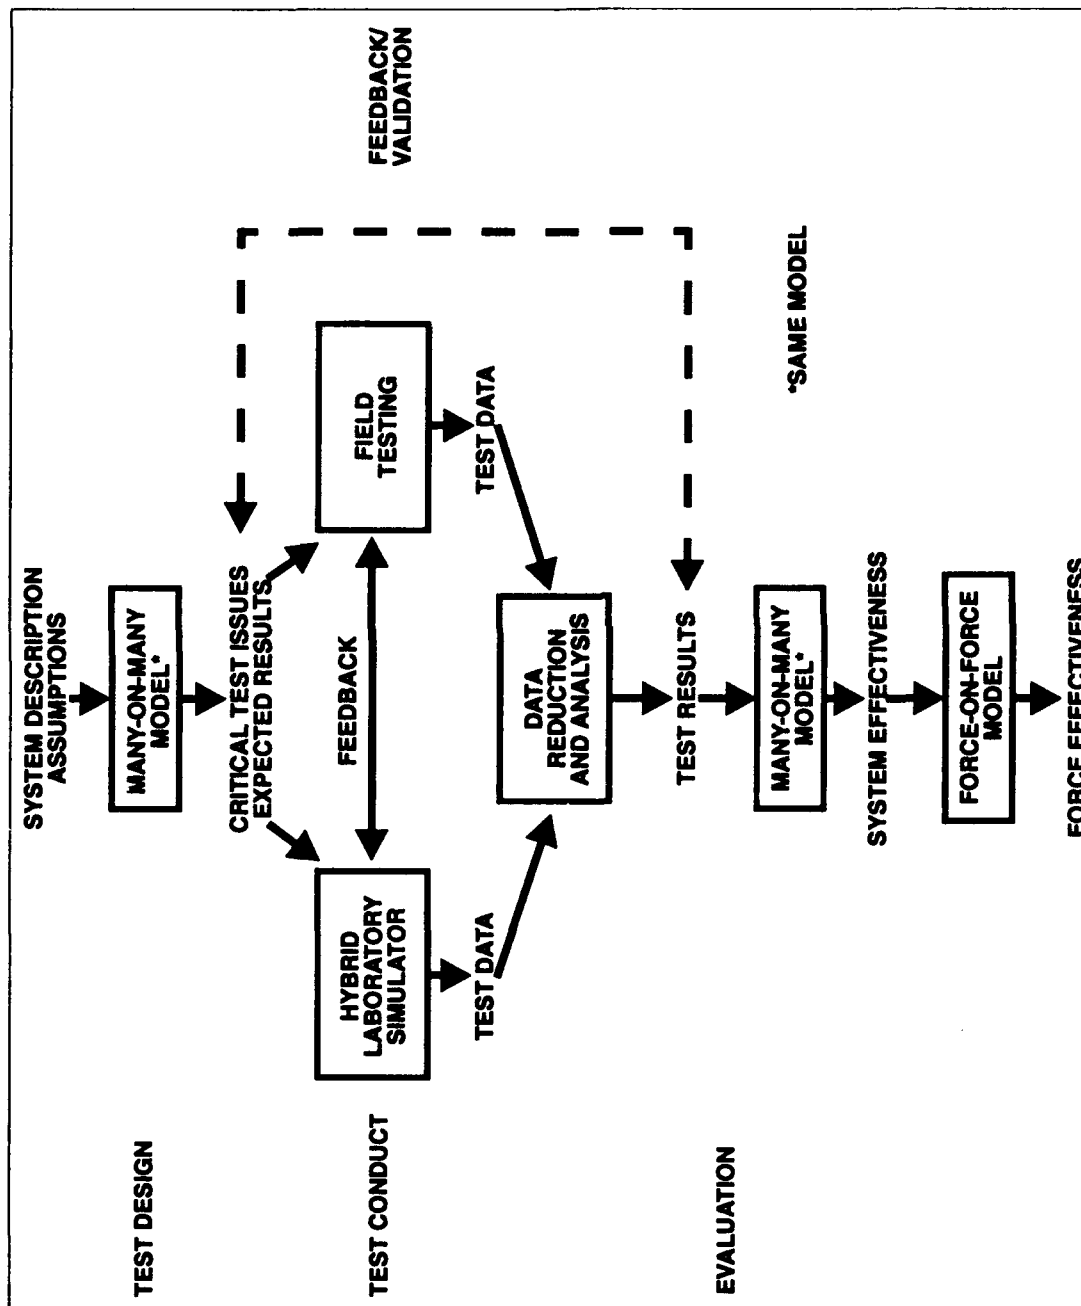 SYSTEM DESCRIPTION
ASSUMPTIONS
TEST DESIGN
MANY-ON-MANY
MODEL*
CRITICAL TEST ISSUES
EXPECTED RESULTS
FEEDBACK/
VALIDATION
TEST CONDUCT
HYBRID
LABORATORY
SIMULATOR
FEEDBACK
FIELD
TESTING
TEST DATA
TEST DATA
DATA
REDUCTION
AND ANALYSIS
TEST RESULTS
EVALUATION
MANY-ON-MANY
MODEL*
*SAME MODEL
SYSTEM EFFECTIVENESS
FORCE-ON-FORCE
MODEL
FORCE EFFECTIVENESS